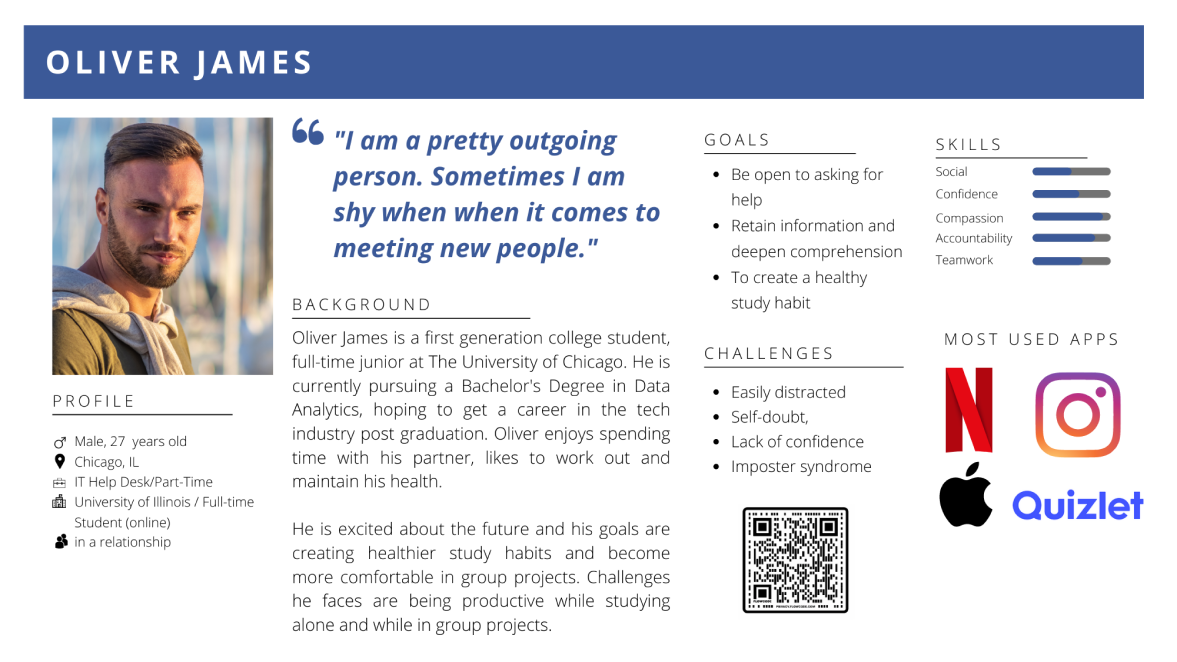 OLIVER JAMES
"I am a pretty outgoing
person. Sometimes I am
shy when when it comes to
meeting new people."
PROFILE
Male, 27 years old
Chicago, IL
IT Help Desk/Part-Time
University of Illinois / Full-time
Student (online)
in a relationship
BACKGROUND
Oliver James is a first generation college student,
full-time junior at The University of Chicago. He is
currently pursuing a Bachelor's Degree in Data
Analytics, hoping to get a career in the tech
industry post graduation. Oliver enjoys spending
time with his partner, likes to work out and
maintain his health.
He is excited about the future and his goals are
creating healthier study habits and become
more comfortable in group projects. Challenges
he faces are being productive while studying
alone and while in group projects.
GOALS
Be open to asking for
help
Retain information and
deepen comprehension
To create a healthy
study habit
CHALLENGES
Easily distracted
Self-doubt,
Lack of confidence
Imposter syndrome
FLOWCODE
PRIVACY.FLOWCODE.COM
SKILLS
Social
Confidence
Compassion
Accountability
Teamwork
MOST USED APPS
Quizlet